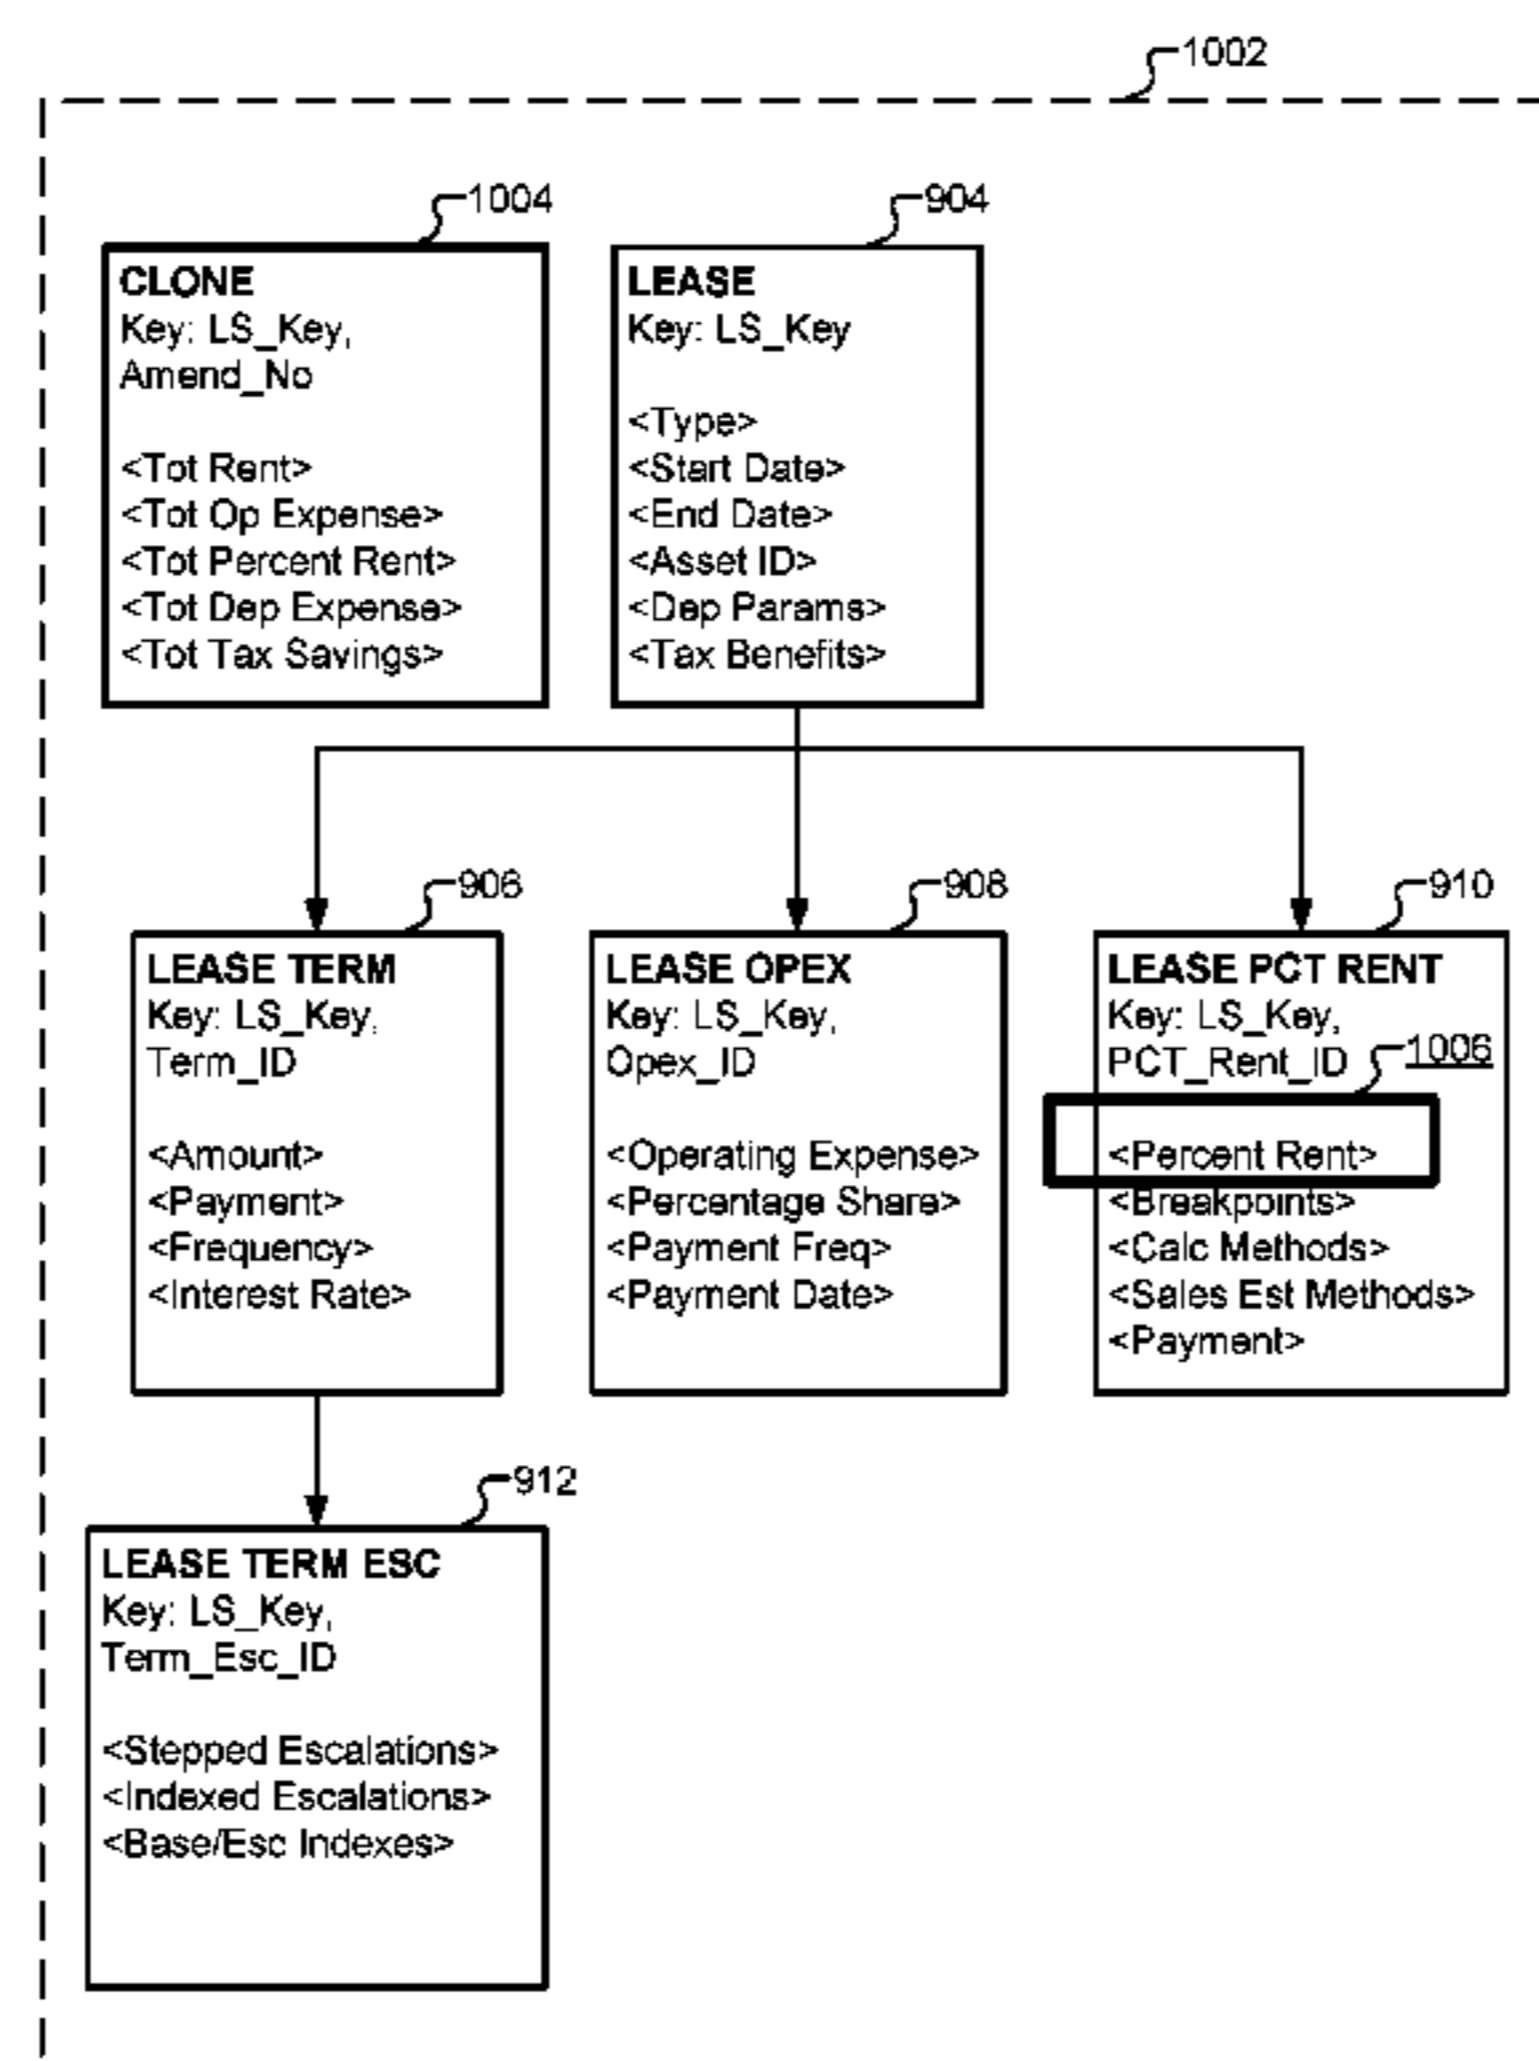 1002
1004
CLONE
Key: LS_Key,
Amend_No
<Tot Rent>
<Tot Op Expense>
<Tot Percent Rent>
<Tot Dep Expense>
<Tot Tax Savings>
904
LEASE
Key: LS_Key
<Type>
<Start Date>
<End Date>
<Asset ID>
<Dep Params>
<Tax Benefits>
906
LEASE TERM
Key: LS_Key,
Term_ID
<Amount>
<Payment>
<Frequency>
<Interest Rate>
908
LEASE OPEX
Key: LS_Key,
Opex_ID
<Operating Expense>
<Percentage Share>
<Payment Freq>
<Payment Date>
910
LEASE PCT RENT
Key: LS_Key,
PCT_Rent_ID
1006
<Percent Rent>
<Breakpoints>
<Calc Methods>
<Sales Est Methods>
<Payment>
912
LEASE TERM ESC
Key: LS_Key,
Term_Esc_ID
<Stepped Escalations>
<Indexed Escalations>
<Base/Esc Indexes>